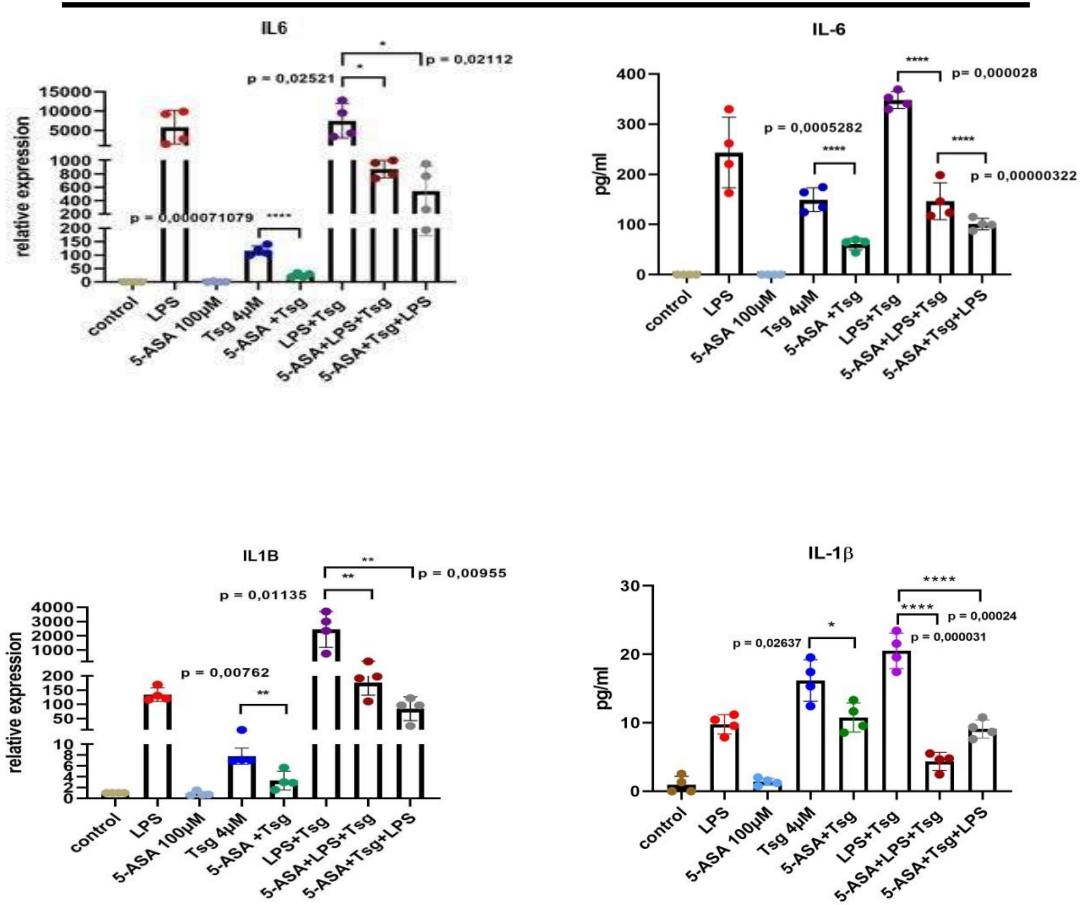 IL6
p = 0,02521
*
*
p = 0,02112
relative expression
15000
10000
5000
1000
800
600
400
200
200
150
100
50
0
p = 0,000071079
****
control
LPS
5-ASA 100µM
Tsg 4µM
5-ASA +Tsg
LPS+Tsg
5-ASA+LPS+Tsg
5-ASA+Tsg+LPS
IL-6
pg/ml
400
300
200
100
0
p = 0,0005282
****
****
p= 0,000028
****
p = 0,00000322
control
LPS
5-ASA 100µM
Tsg 4µM
5-ASA +Tsg
LPS+Tsg
5-ASA+LPS+Tsg
5-ASA+Tsg+LPS
IL1B
relative expression
4000
3000
2000
1000
200
150
100
50
10
8
6
4
2
0
p = 0,00762
**
p = 0,01135
**
**
p = 0,00955
control
LPS
5-ASA 100µM
Tsg 4µM
5-ASA +Tsg
LPS+Tsg
5-ASA+LPS+Tsg
5-ASA+Tsg+LPS
IL-1β
pg/ml
30
20
10
0
p = 0,02637
*
****
****
p = 0,00024
p = 0,000031
control
LPS
5-ASA 100µM
Tsg 4µM
5-ASA+Tsg
LPS+Tsg
5-ASA+LPS+Tsg
5-ASA+Tsg+LPS